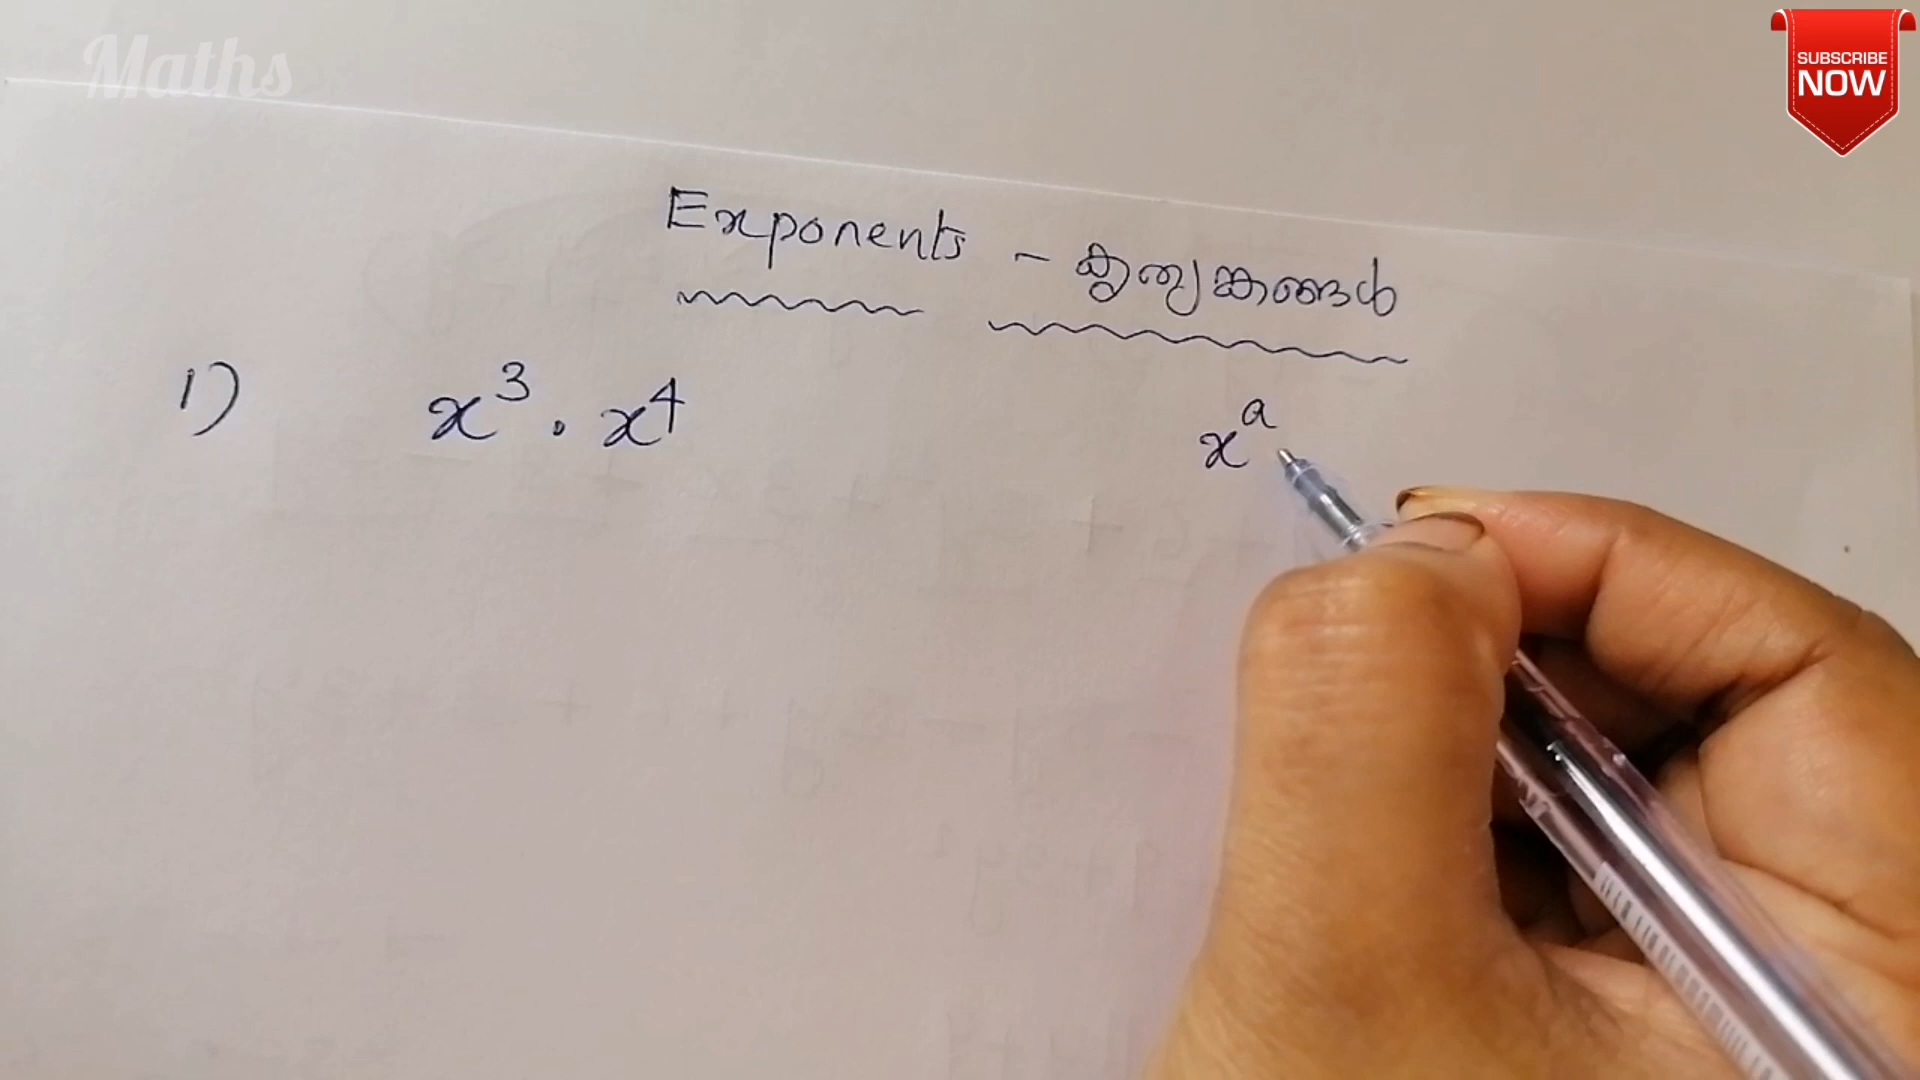 Maths
SUBSCRIBE
NOW
Exponents - കൃത്യങ്കങ്ങൾ
1) x³ . x⁴
xᵃ